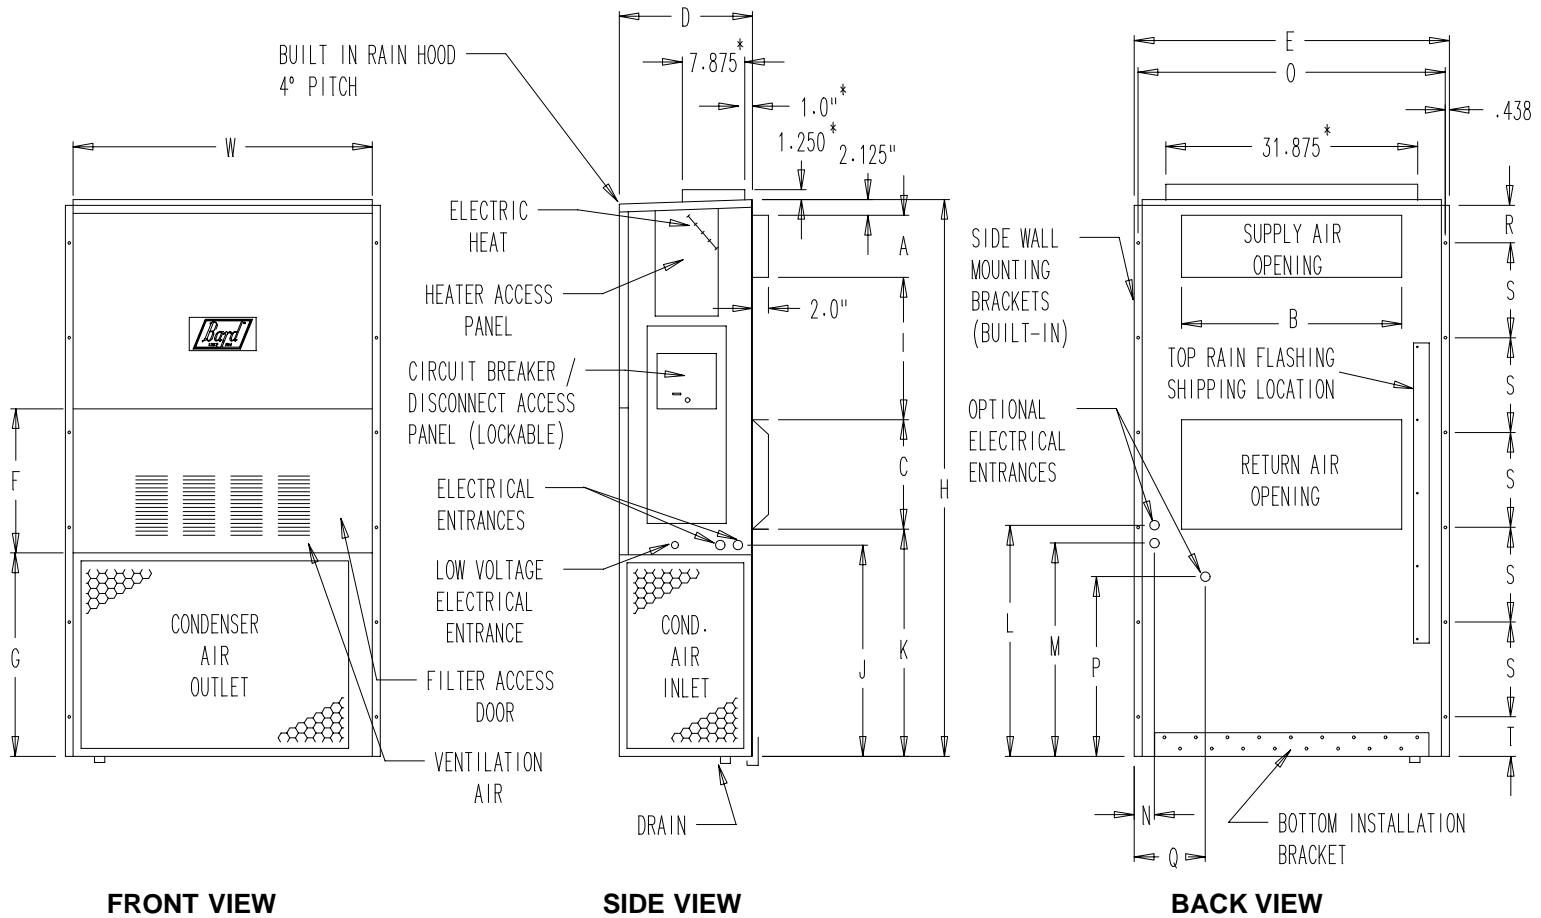 D
E
BUILT IN RAIN HOOD
4° PITCH
7.875*
O
1.0"*
.438
1.250*
2.125"
31.875*
W
ELECTRIC
HEAT
A
SIDE WALL
MOUNTING
BRACKETS
(BUILT-IN)
SUPPLY AIR
OPENING
R
HEATER ACCESS
PANEL
2.0"
B
S
Bard
I
CIRCUIT BREAKER /
DISCONNECT ACCESS
PANEL (LOCKABLE)
TOP RAIN FLASHING
SHIPPING LOCATION
S
OPTIONAL
ELECTRICAL
ENTRANCES
F
C
H
RETURN AIR
OPENING
S
ELECTRICAL
ENTRANCES
LOW VOLTAGE
ELECTRICAL
ENTRANCE
S
CONDENSER
AIR
OUTLET
G
COND.
AIR
INLET
J
K
L
M
P
S
FILTER ACCESS
DOOR
T
VENTILATION
AIR
DRAIN
N
Q
BOTTOM INSTALLATION
BRACKET
FRONT VIEW
SIDE VIEW
BACK VIEW